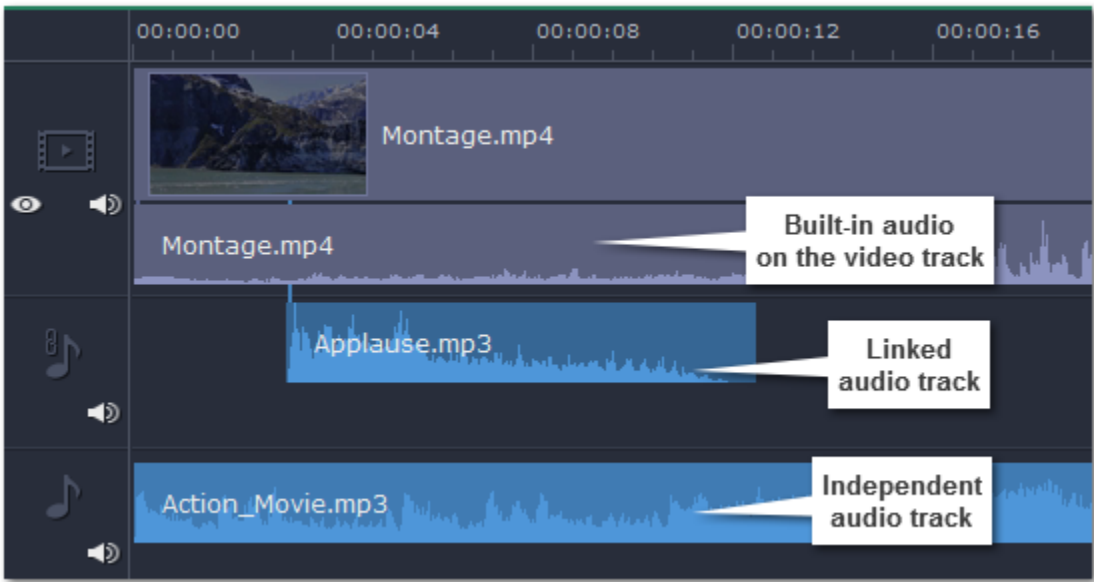 00:00:00 00:00:04 00:00:08 00:00:12 00:00:16
Montage.mp4
Montage.mp4
Built-in audio
on the video track
Applause.mp3
Linked
audio track
Action_Movie.mp3
Independent
audio track